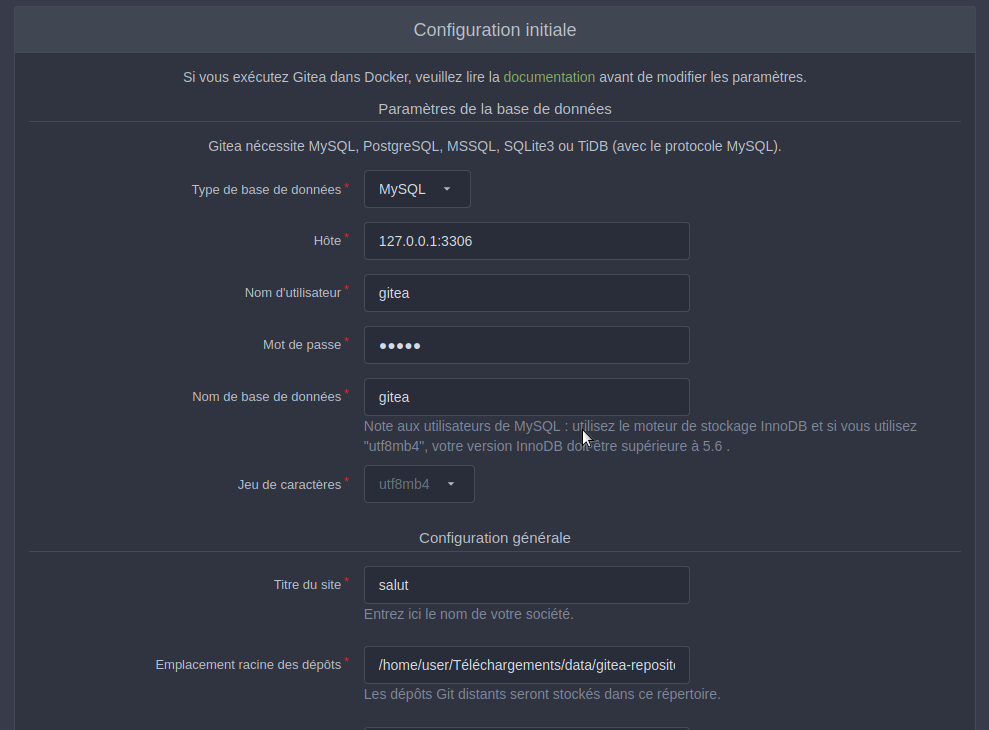 Configuration initiale
Si vous exécutez Gitea dans Docker, veuillez lire la documentation avant de modifier les paramètres.
Paramètres de la base de données
Gitea nécessite MySQL, PostgreSQL, MSSQL, SQLite3 ou TiDB (avec le protocole MySQL).
Type de base de données* MySQL
Hôte* 127.0.0.1:3306
Nom d'utilisateur* gitea
Mot de passe* ●●●●●
Nom de base de données* gitea
Note aux utilisateurs de MySQL : utilisez le moteur de stockage InnoDB et si vous utilisez
"utf8mb4", votre version InnoDB doit être supérieure à 5.6 .
Jeu de caractères* utf8mb4
Configuration générale
Titre du site* salut
Entrez ici le nom de votre société.
Emplacement racine des dépôts* /home/user/Téléchargements/data/gitea-reposit
Les dépôts Git distants seront stockés dans ce répertoire.